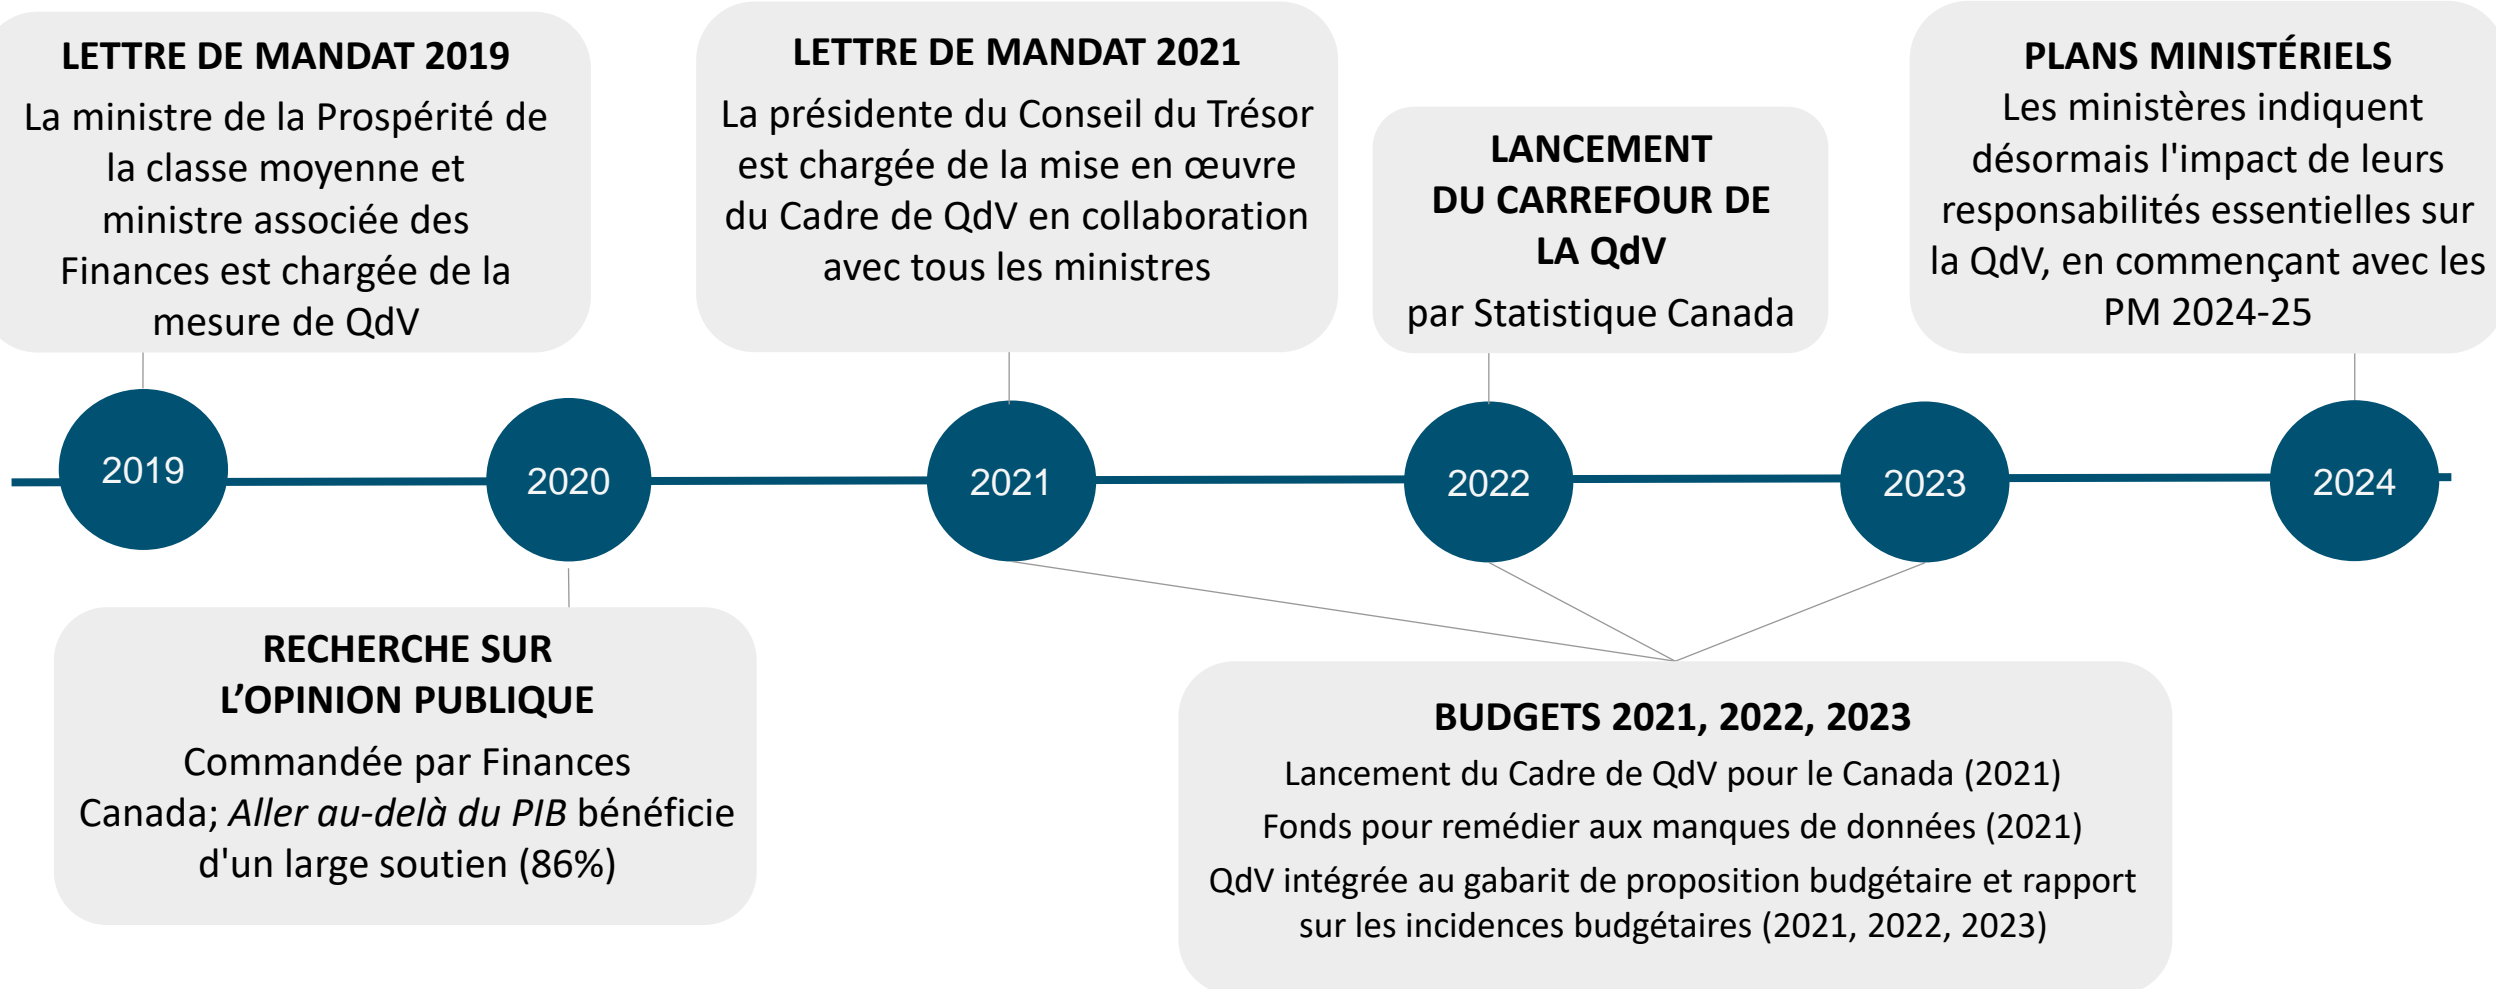 LETTRE DE MANDAT 2019
La ministre de la Prospérité de
la classe moyenne et
ministre associée des
Finances est chargée de la
mesure de QdV
LETTRE DE MANDAT 2021
La présidente du Conseil du Trésor
est chargée de la mise en œuvre
du Cadre de QdV en collaboration
avec tous les ministres
LANCEMENT
DU CARREFOUR DE
LA QdV
par Statistique Canada
PLANS MINISTÉRIELS
Les ministères indiquent
désormais l'impact de leurs
responsabilités essentielles sur
la QdV, en commençant avec les
PM 2024-25
2019
2020
2021
2022
2023
2024
RECHERCHE SUR
L’OPINION PUBLIQUE
Commandée par Finances
Canada; Aller au-delà du PIB bénéficie
d'un large soutien (86%)
BUDGETS 2021, 2022, 2023
Lancement du Cadre de QdV pour le Canada (2021)
Fonds pour remédier aux manques de données (2021)
QdV intégrée au gabarit de proposition budgétaire et rapport
sur les incidences budgétaires (2021, 2022, 2023)